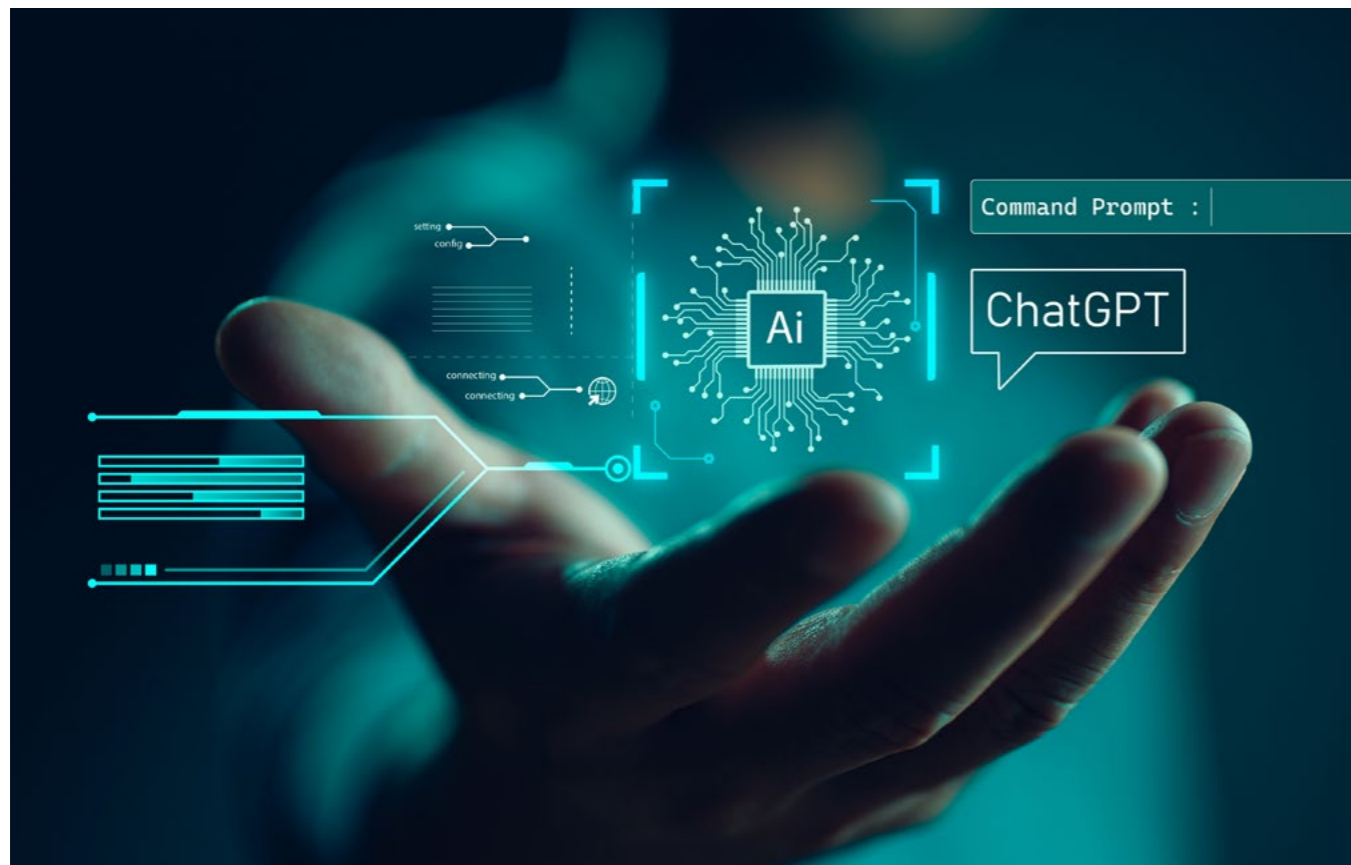 setting
config
connecting
connecting
Ai
Command Prompt :
ChatGPT